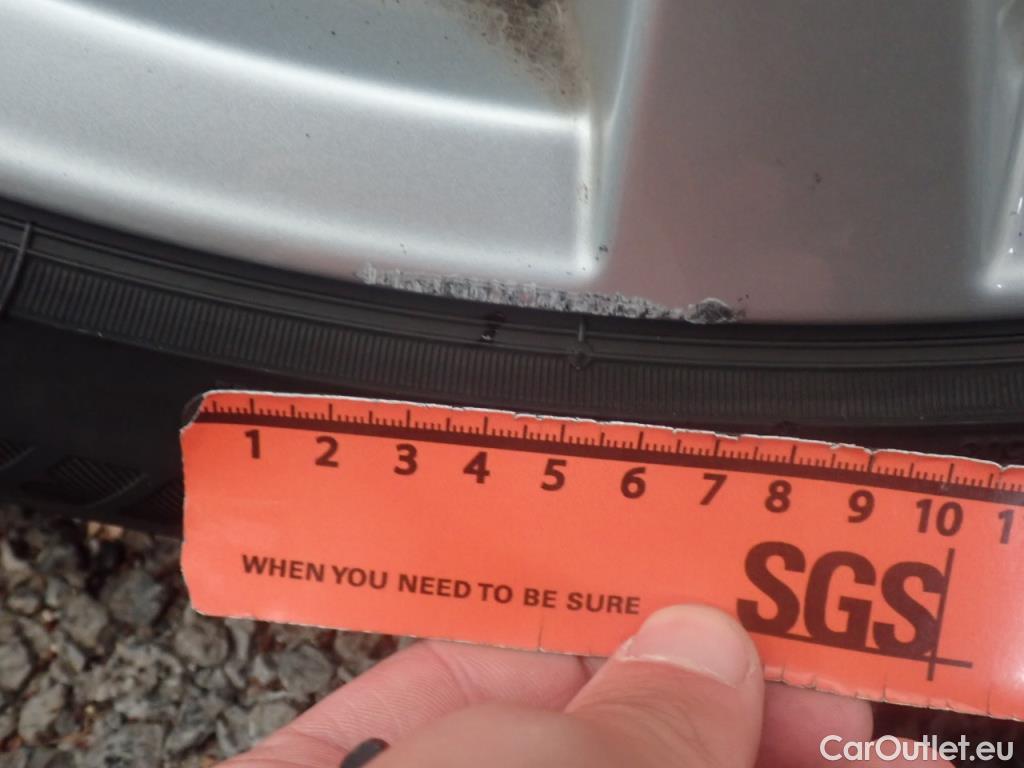 1 2 3 4 5 6 7 8 9 10
WHEN YOU NEED TO BE SURE
SGS
CarOutlet.eu